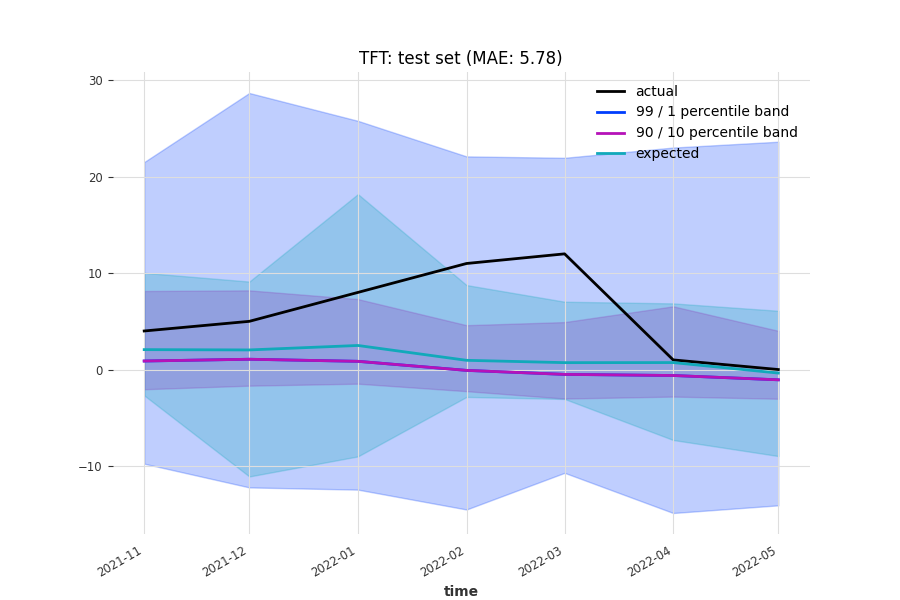 TFT: test set (MAE: 5.78)
actual
99 / 1 percentile band
90 / 10 percentile band
expected
30
20
10
0
−10
2021-11
2021-12
2022-01
2022-02
2022-03
2022-04
2022-05
time